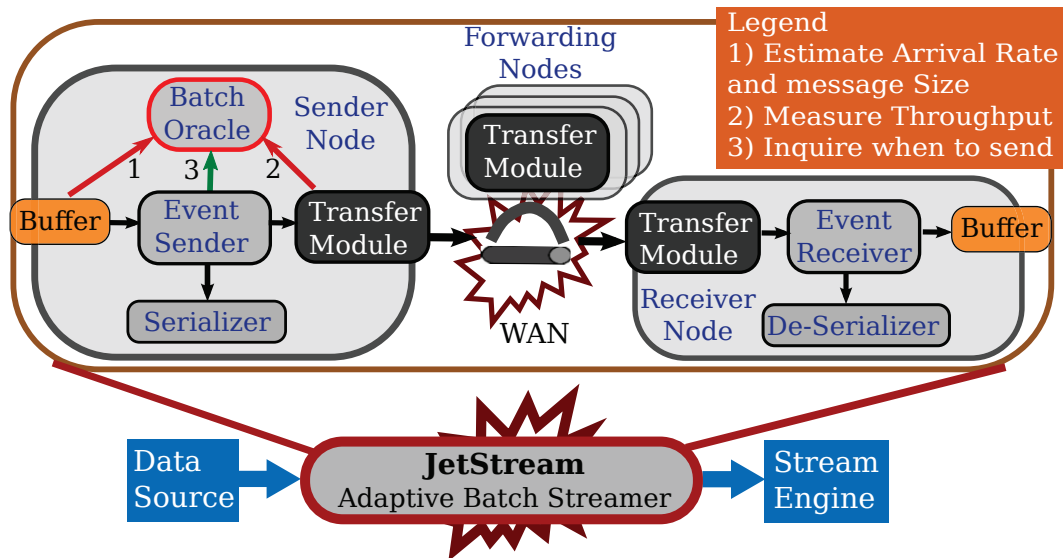 Legend
1) Estimate Arrival Rate
and message Size
2) Measure Throughput
3) Inquire when to send
Forwarding
Nodes
Transfer
Module
Batch
Oracle
Sender
Node
1
3
2
Buffer
Event
Sender
Transfer
Module
Serializer
WAN
Transfer
Module
Event
Receiver
Buffer
Receiver
Node
De-Serializer
Data
Source
JetStream
Adaptive Batch Streamer
Stream
Engine